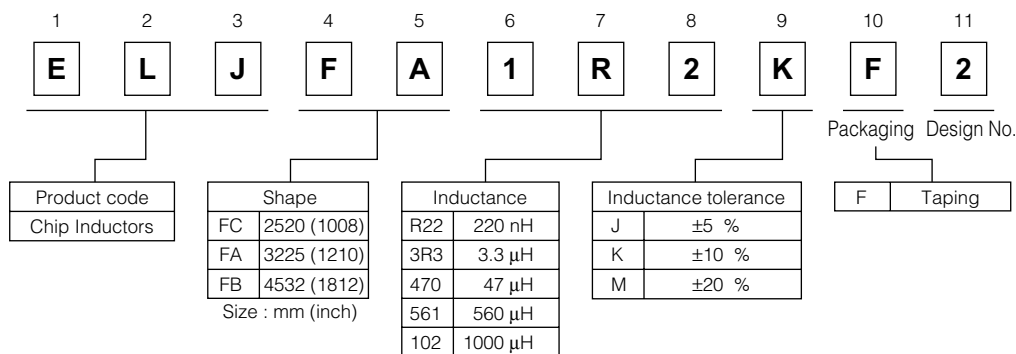 1 2 3 4 5 6 7 8 9 10 11
E L J F A 1 R 2 K F 2
Packaging Design No.
Product code
Chip Inductors
Shape
FC 2520 (1008)
FA 3225 (1210)
FB 4532 (1812)
Size : mm (inch)
Inductance
R22 220 nH
3R3 3.3 μH
470 47 μH
561 560 μH
102 1000 μH
Inductance tolerance
J ±5 %
K ±10 %
M ±20 %
F Taping